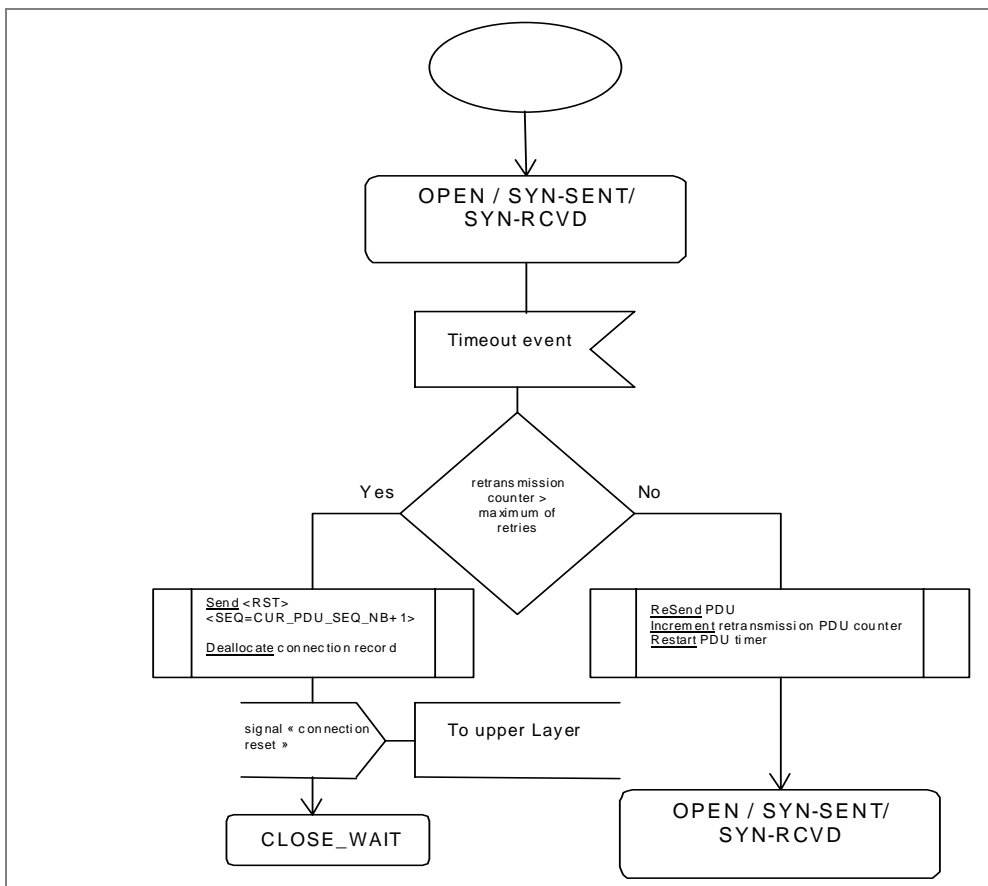 OPEN / SYN-SENT/
SYN-RCVD
Timeout event
Yes
retransmission
counter >
maximum of
retries
No
Send <RST>
<SEQ=CUR_PDU_SEQ_NB+1>
Deallocate connection record
ReSend PDU
Increment retransmission PDU counter
Restart PDU timer
signal « connection
reset »
To upper Layer
CLOSE_WAIT
OPEN / SYN-SENT/
SYN-RCVD